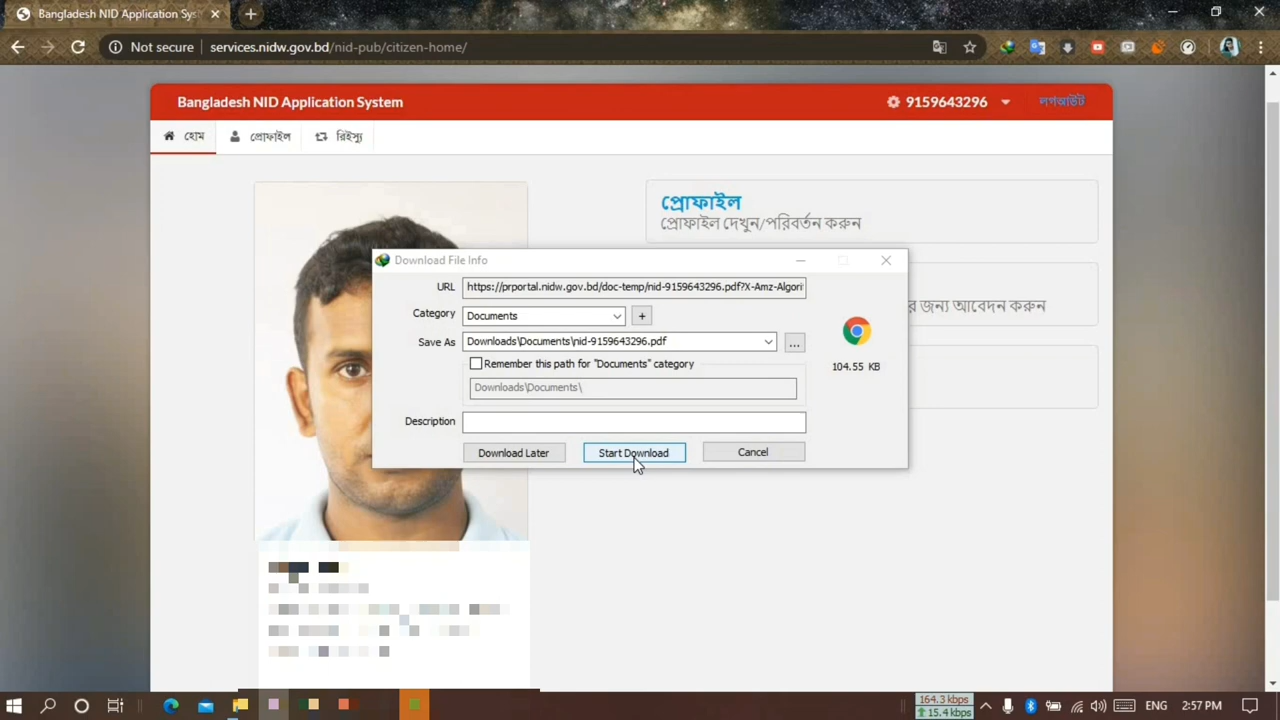 Bangladesh NID Application Sys
Not secure
services.nidw.gov.bd/nid-pub/citizen-home/
Bangladesh NID Application System
9159643296
লগআউট
হোম
প্রোফাইল
রিইস্যু
প্রোফাইল
প্রোফাইল দেখুন/পরিবর্তন করুন
র জন্য আবেদন করুন
Download File Info
URL
https://prportal.nidw.gov.bd/doc-temp/nid-9159643296.pdf?X-Amz-Algori
Category
Documents
+
Save As
Downloads\Documents\nid-9159643296.pdf
...
104.55 KB
Remember this path for "Documents" category
Downloads\Documents\
Description
Download Later
Start Download
Cancel
164.3 kbps
15.4 kbps
ENG
2:57 PM